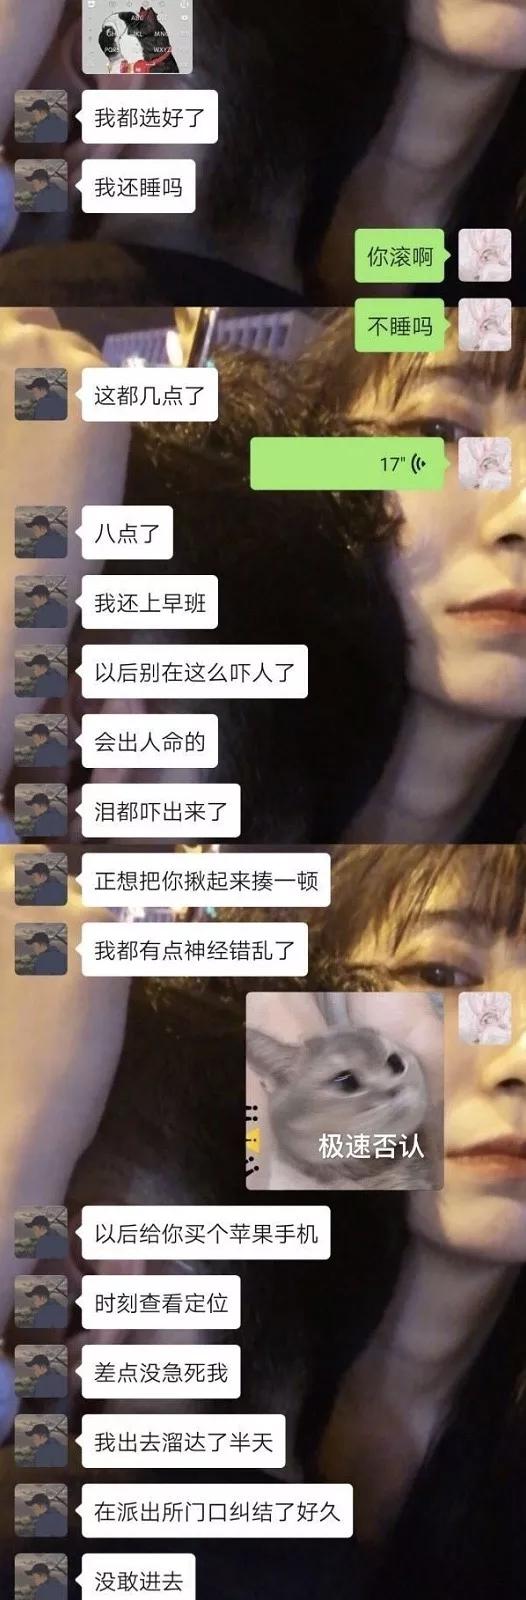 ABC
GHI
JKL
MNO
PQRS
WXYZ
我都选好了
我还睡吗
你滚啊
不睡吗
这都几点了
17"
八点了
我还上早班
以后别在这么吓人了
会出人命的
泪都吓出来了
正想把你揪起来揍一顿
我都有点神经错乱了
极速否认
以后给你买个苹果手机
时刻查看定位
差点没急死我
我出去溜达了半天
在派出所门口纠结了好久
没敢进去